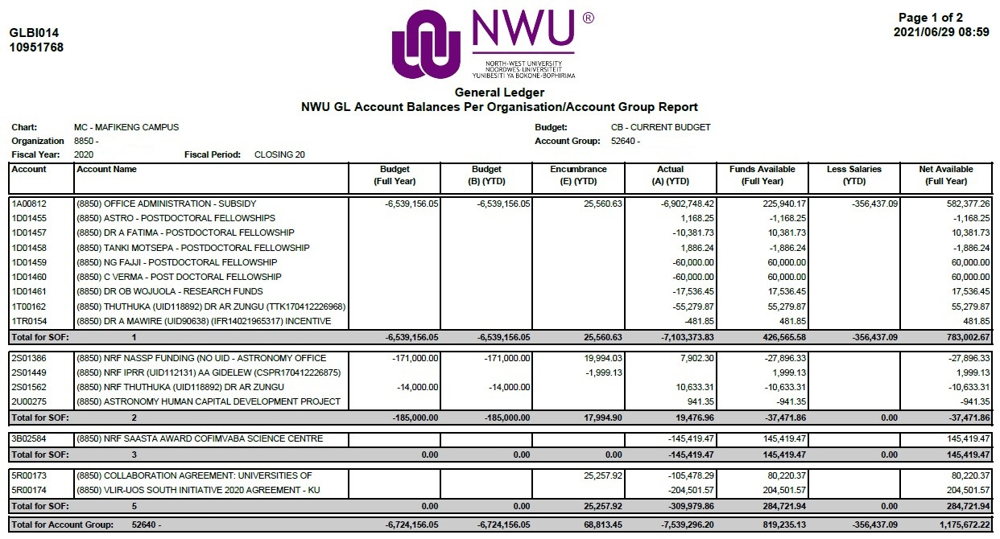 GLBI014
10951768
NWU ®
NORTH-WEST UNIVERSITY
NOORDWES-UNIVERSITEIT
YUNIBESITI YA BOKONE-BOPHIRIMA
Page 1 of 2
2021/06/29 08:59
General Ledger
NWU GL Account Balances Per Organisation/Account Group Report
Chart: MC - MAFIKENG CAMPUS Budget: CB - CURRENT BUDGET
Organization 8850 - Account Group: 52640 -
Fiscal Year: 2020 Fiscal Period: CLOSING 20
Account Account Name Budget Budget Encumbrance Actual Funds Available Less Salaries Net Available
(Full Year) (B) (YTD) (E) (YTD) (A) (YTD) (Full Year) (YTD) (Full Year)
1A00812 (8850) OFFICE ADMINISTRATION - SUBSIDY -6,539,156.05 -6,539,156.05 25,560.63 -6,902,748.42 225,940.17 -356,437.09 582,377.26
1D01455 (8850) ASTRO - POSTDOCTORAL FELLOWSHIPS 1,168.25 -1,168.25 -1,168.25
1D01457 (8850) DR A FATIMA - POSTDOCTORAL FELLOWSHIP -10,381.73 10,381.73 10,381.73
1D01458 (8850) TANKI MOTSEPA - POSTDOCTORAL FELLOWSHIP 1,886.24 -1,886.24 -1,886.24
1D01459 (8850) NG FAJJI - POSTDOCTORAL FELLOWSHIP -60,000.00 60,000.00 60,000.00
1D01460 (8850) C VERMA - POST DOCTORAL FELLOWSHIP -60,000.00 60,000.00 60,000.00
1D01461 (8850) DR OB WOJUOLA - RESEARCH FUNDS -17,536.45 17,536.45 17,536.45
1T00162 (8850) THUTHUKA (UID118892) DR AR ZUNGU (TTK170412226968) -55,279.87 55,279.87 55,279.87
1TR0154 (8850) DR A MAWIRE (UID90638) (IFR14021965317) INCENTIVE -481.85 481.85 481.85
Total for SOF: 1 -6,539,156.05 -6,539,156.05 25,560.63 -7,103,373.83 426,565.58 -356,437.09 783,002.67
2S01386 (8850) NRF NASSP FUNDING (NO UID - ASTRONOMY OFFICE -171,000.00 -171,000.00 19,994.03 7,902.30 -27,896.33 -27,896.33
2S01449 (8850) NRF IPRR (UID112131) AA GIDELEW (CSPR170412226875) -1,999.13 1,999.13 1,999.13
2S01562 (8850) NRF THUTHUKA (UID118892) DR AR ZUNGU -14,000.00 -14,000.00 10,633.31 -10,633.31 -10,633.31
2U00275 (8850) ASTRONOMY HUMAN CAPITAL DEVELOPMENT PROJECT 941.35 -941.35 -941.35
Total for SOF: 2 -185,000.00 -185,000.00 17,994.90 19,476.96 -37,471.86 0.00 -37,471.86
3B02584 (8850) NRF SAASTA AWARD COFIMVABA SCIENCE CENTRE -145,419.47 145,419.47 145,419.47
Total for SOF: 3 0.00 0.00 0.00 -145,419.47 145,419.47 0.00 145,419.47
5R00173 (8850) COLLABORATION AGREEMENT: UNIVERSITIES OF 25,257.92 -105,478.29 80,220.37 80,220.37
5R00174 (8850) VLIR-UOS SOUTH INITIATIVE 2020 AGREEMENT - KU -204,501.57 204,501.57 204,501.57
Total for SOF: 5 0.00 0.00 25,257.92 -309,979.86 284,721.94 0.00 284,721.94
Total for Account Group: 52640 - -6,724,156.05 -6,724,156.05 68,813.45 -7,539,296.20 819,235.13 -356,437.09 1,175,672.22